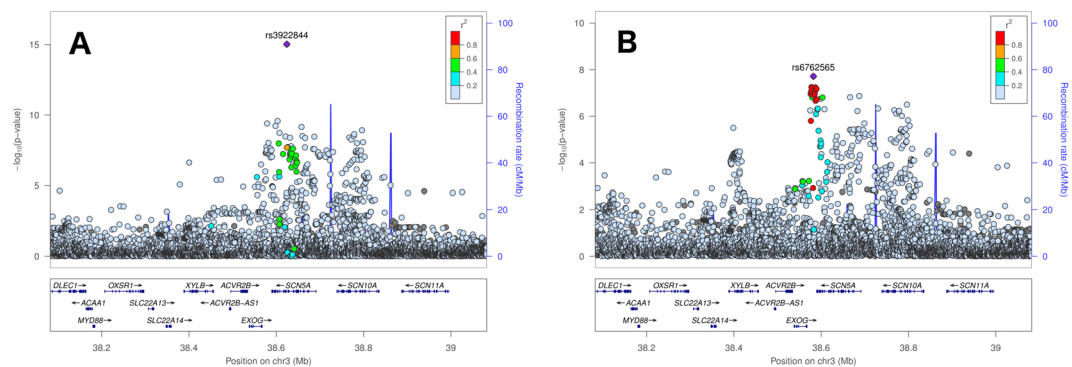 A
rs3922844
r2
0.8
0.6
0.4
0.2
15
10
5
0
−log10(p−value)
100
80
60
40
20
0
Recombination rate (cM/Mb)
DLEC1→ OXSR1→ XYLB→ ACVR2B→ ←SCN5A ←SCN10A ←SCN11A
←ACAA1 SLC22A13→ ←ACVR2B−AS1
MYD88→ SLC22A14→ EXOG→
38.2 38.4 38.6 38.8 39
Position on chr3 (Mb)
B
rs6762565
r2
0.8
0.6
0.4
0.2
10
8
6
4
2
0
−log10(p−value)
100
80
60
40
20
0
Recombination rate (cM/Mb)
DLEC1→ OXSR1→ XYLB→ ACVR2B→ ←SCN5A ←SCN10A ←SCN11A
←ACAA1 SLC22A13→ ←ACVR2B−AS1
MYD88→ SLC22A14→ EXOG→
38.2 38.4 38.6 38.8 39
Position on chr3 (Mb)